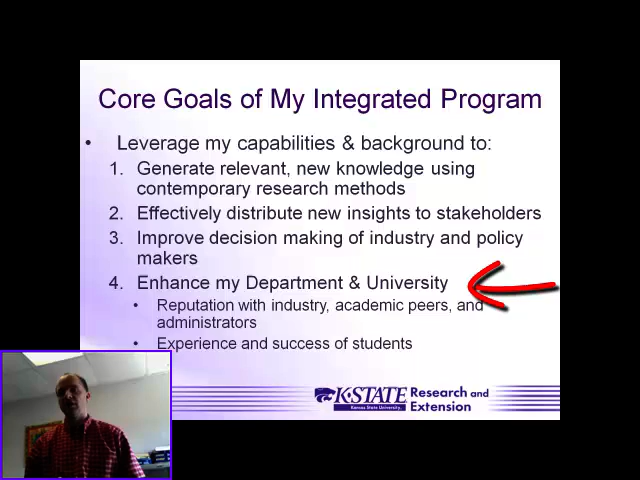 Core Goals of My Integrated Program
• Leverage my capabilities & background to:
1. Generate relevant, new knowledge using
contemporary research methods
2. Effectively distribute new insights to stakeholders
3. Improve decision making of industry and policy
makers
4. Enhance my Department & University
• Reputation with industry, academic peers, and
administrators
• Experience and success of students
K-STATE
Kansas State University
Research and
Extension